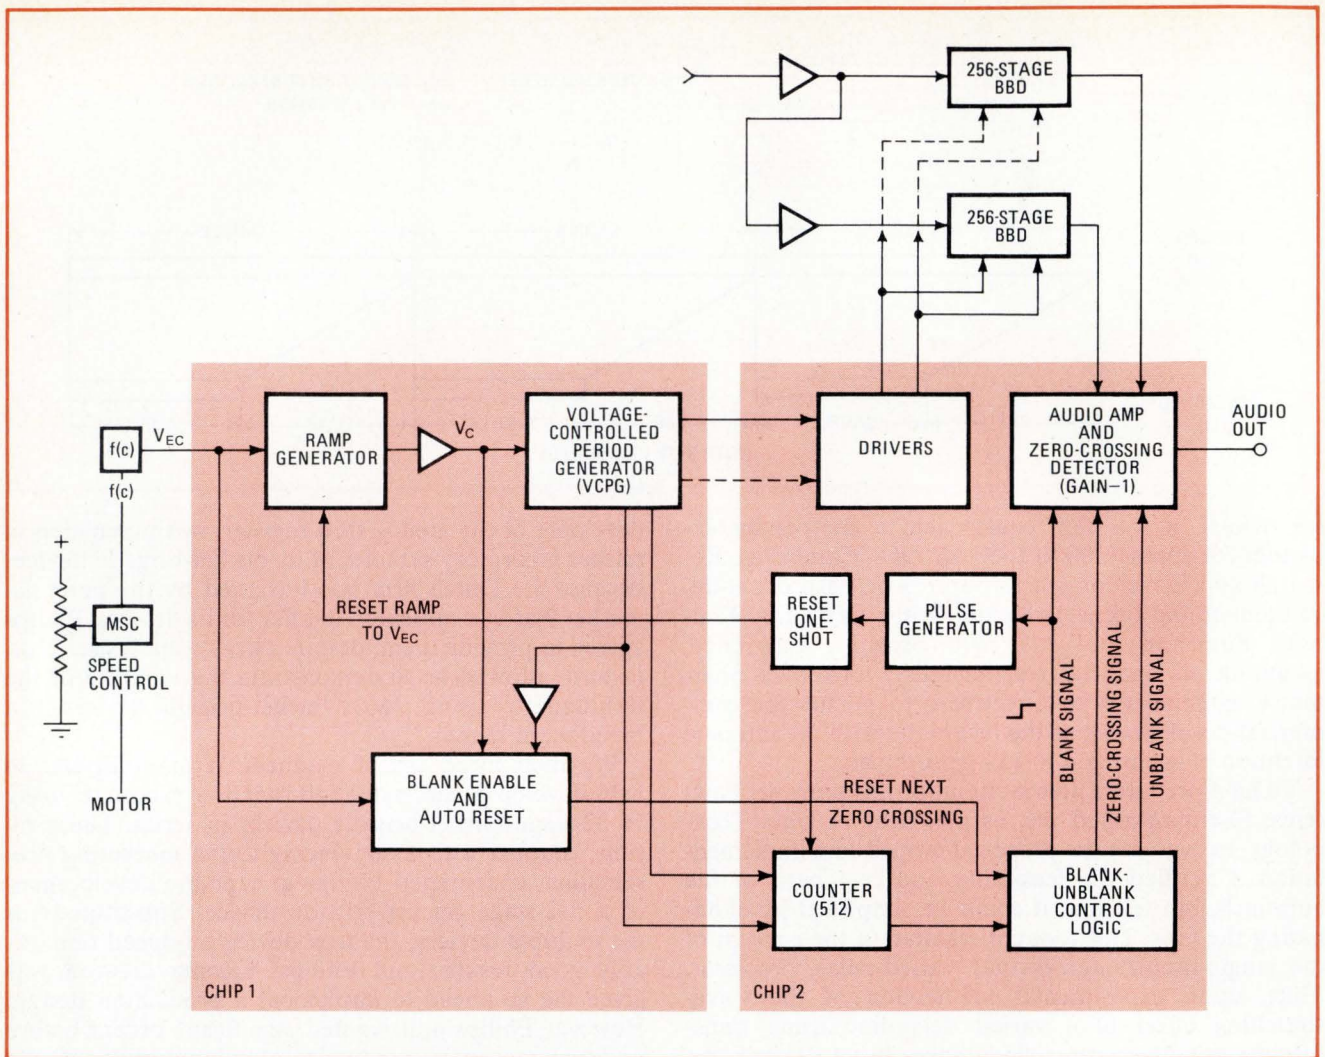 256-STAGE
BBD
256-STAGE
BBD
f(c)
f(c)
V_EC
RAMP
GENERATOR
V_C
VOLTAGE-
CONTROLLED
PERIOD
GENERATOR
(VCPG)
DRIVERS
AUDIO AMP
AND
ZERO-CROSSING
DETECTOR
(GAIN–1)
AUDIO
OUT
+
MSC
SPEED
CONTROL
MOTOR
RESET RAMP
TO V_EC
RESET
ONE-
SHOT
PULSE
GENERATOR
BLANK SIGNAL
ZERO-CROSSING SIGNAL
UNBLANK SIGNAL
BLANK ENABLE
AND
AUTO RESET
RESET NEXT
ZERO CROSSING
COUNTER
(512)
BLANK-
UNBLANK
CONTROL
LOGIC
CHIP 1
CHIP 2